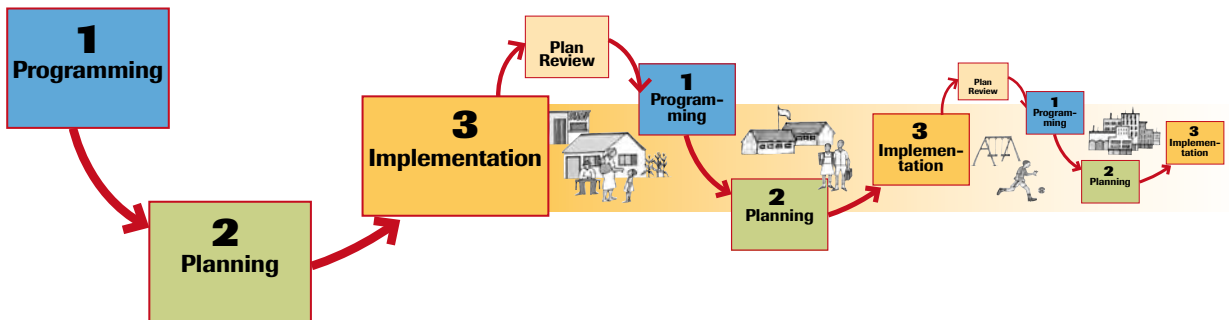 1
Programming
2
Planning
3
Implementation
Plan
Review
1
Program-
ming
2
Planning
3
Implemen-
tation
Plan
Review
1
Program-
ming
2
Planning
3
Implemen-
tation